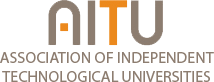 AITU
ASSOCIATION OF INDEPENDENT
TECHNOLOGICAL UNIVERSITIES